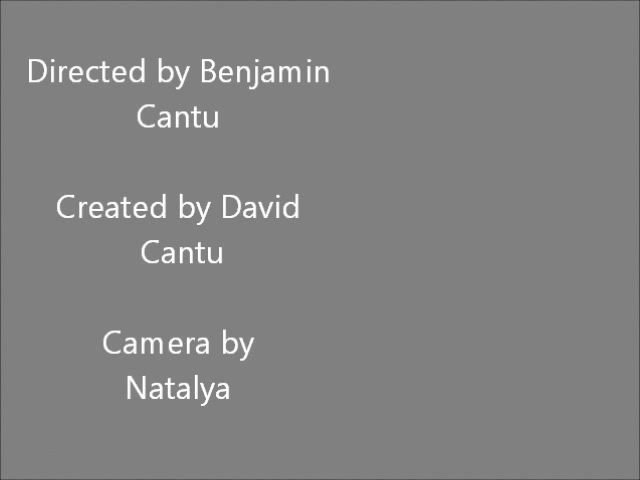 Directed by Benjamin
Cantu
Created by David
Cantu
Camera by
Natalya